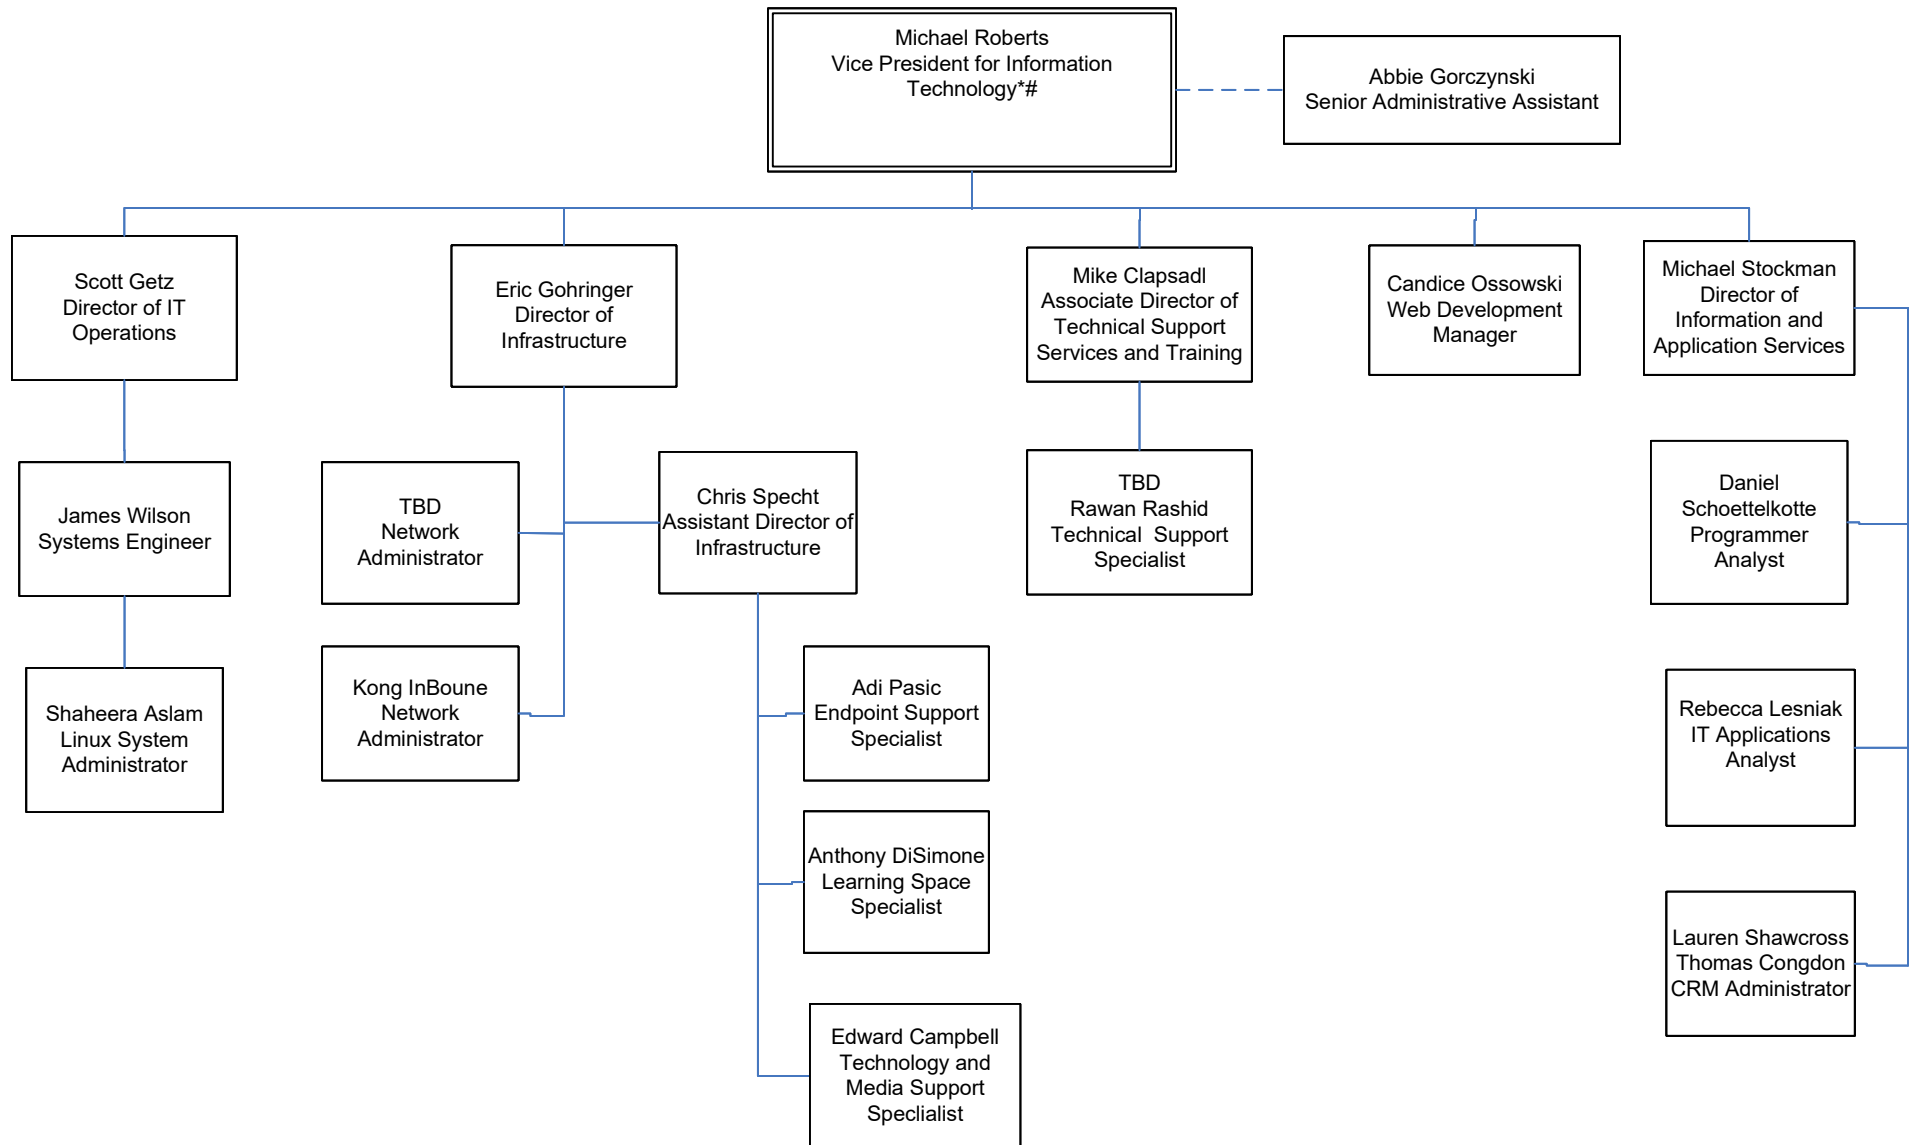 Michael Roberts
Vice President for Information
Technology*#
Abbie Gorczynski
Senior Administrative Assistant
Scott Getz
Director of IT
Operations
Eric Gohringer
Director of
Infrastructure
Mike Clapsadl
Associate Director of
Technical Support
Services and Training
Candice Ossowski
Web Development
Manager
Michael Stockman
Director of
Information and
Application Services
James Wilson
Systems Engineer
TBD
Network
Administrator
Chris Specht
Assistant Director of
Infrastructure
TBD
Rawan Rashid
Technical  Support
Specialist
Daniel
Schoettelkotte
Programmer
Analyst
Shaheera Aslam
Linux System
Administrator
Kong InBoune
Network
Administrator
Adi Pasic
Endpoint Support
Specialist
Rebecca Lesniak
IT Applications
Analyst
Anthony DiSimone
Learning Space
Specialist
Lauren Shawcross
Thomas Congdon
CRM Administrator
Edward Campbell
Technology and
Media Support
Speclialist